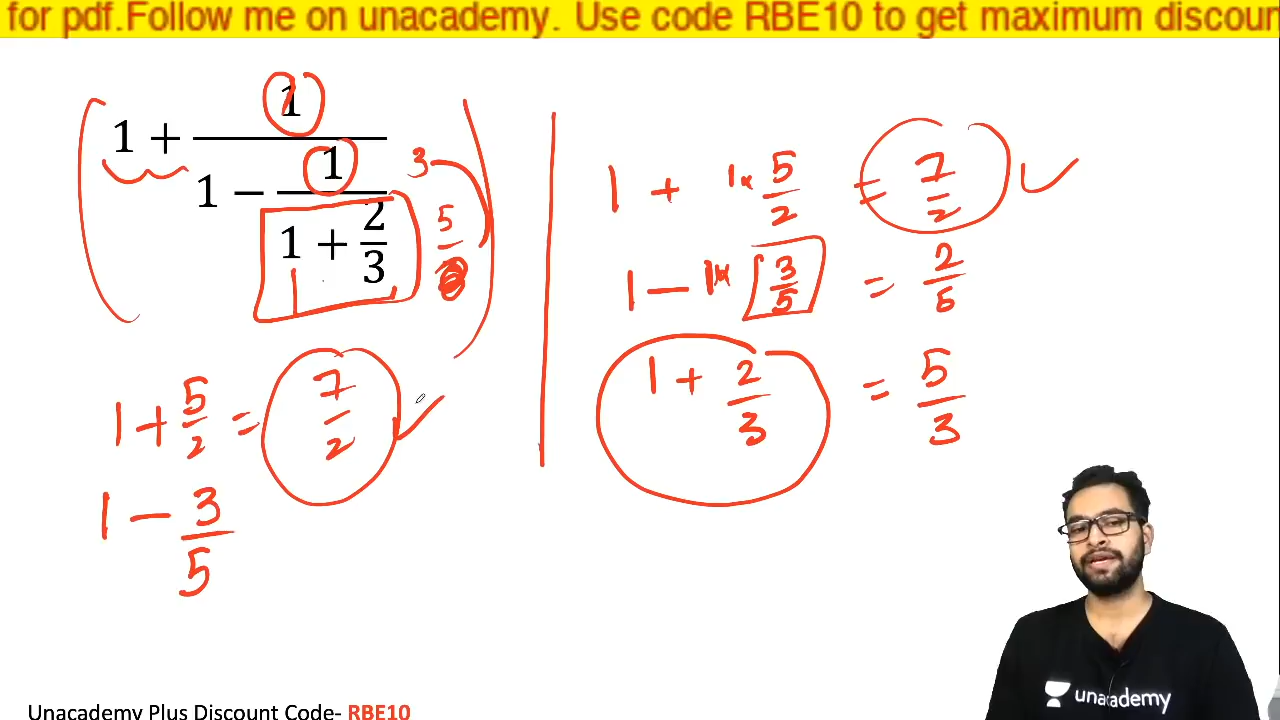 for pdf.Follow me on unacademy. Use code RBE10 to get maximum discoun
1 + 1
1 − 1
1 + 2/3
3
5
1 + 5/2 = 7/2
1 − 3/5
1 + 1x 5/2 = 7/2
1 − 1x 3/5 = 2/5
1 + 2/3 = 5/3
unacademy
Unacademy Plus Discount Code- RBE10